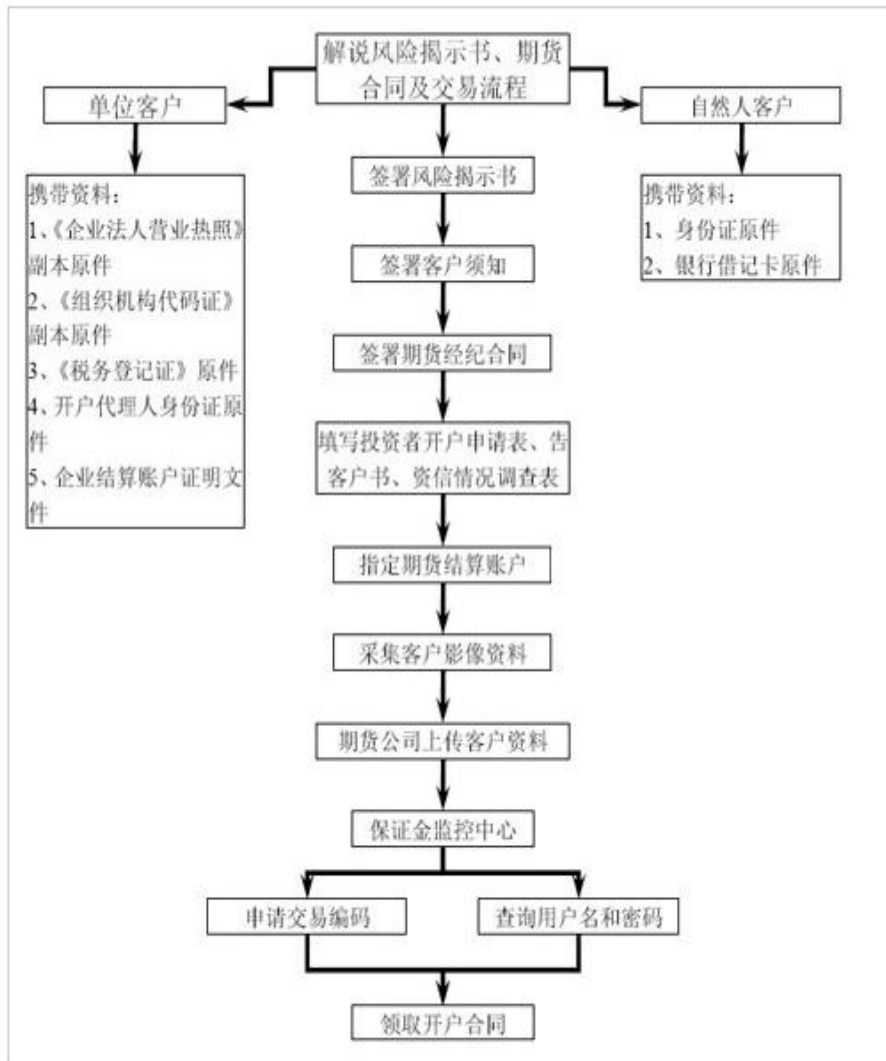 解说风险揭示书、期货
合同及交易流程
单位客户
自然人客户
携带资料：
1、《企业法人营业热照》
副本原件
2、《组织机构代码证》
副本原件
3、《税务登记证》原件
4、开户代理人身份证原
件
5、企业结算账户证明文
件
携带资料：
1、身份证原件
2、银行借记卡原件
签署风险揭示书
签署客户须知
签署期货经纪合同
填写投资者开户申请表、告
客户书、资信情况调查表
指定期货结算账户
采集客户影像资料
期货公司上传客户资料
保证金监控中心
申请交易编码
查询用户名和密码
领取开户合同